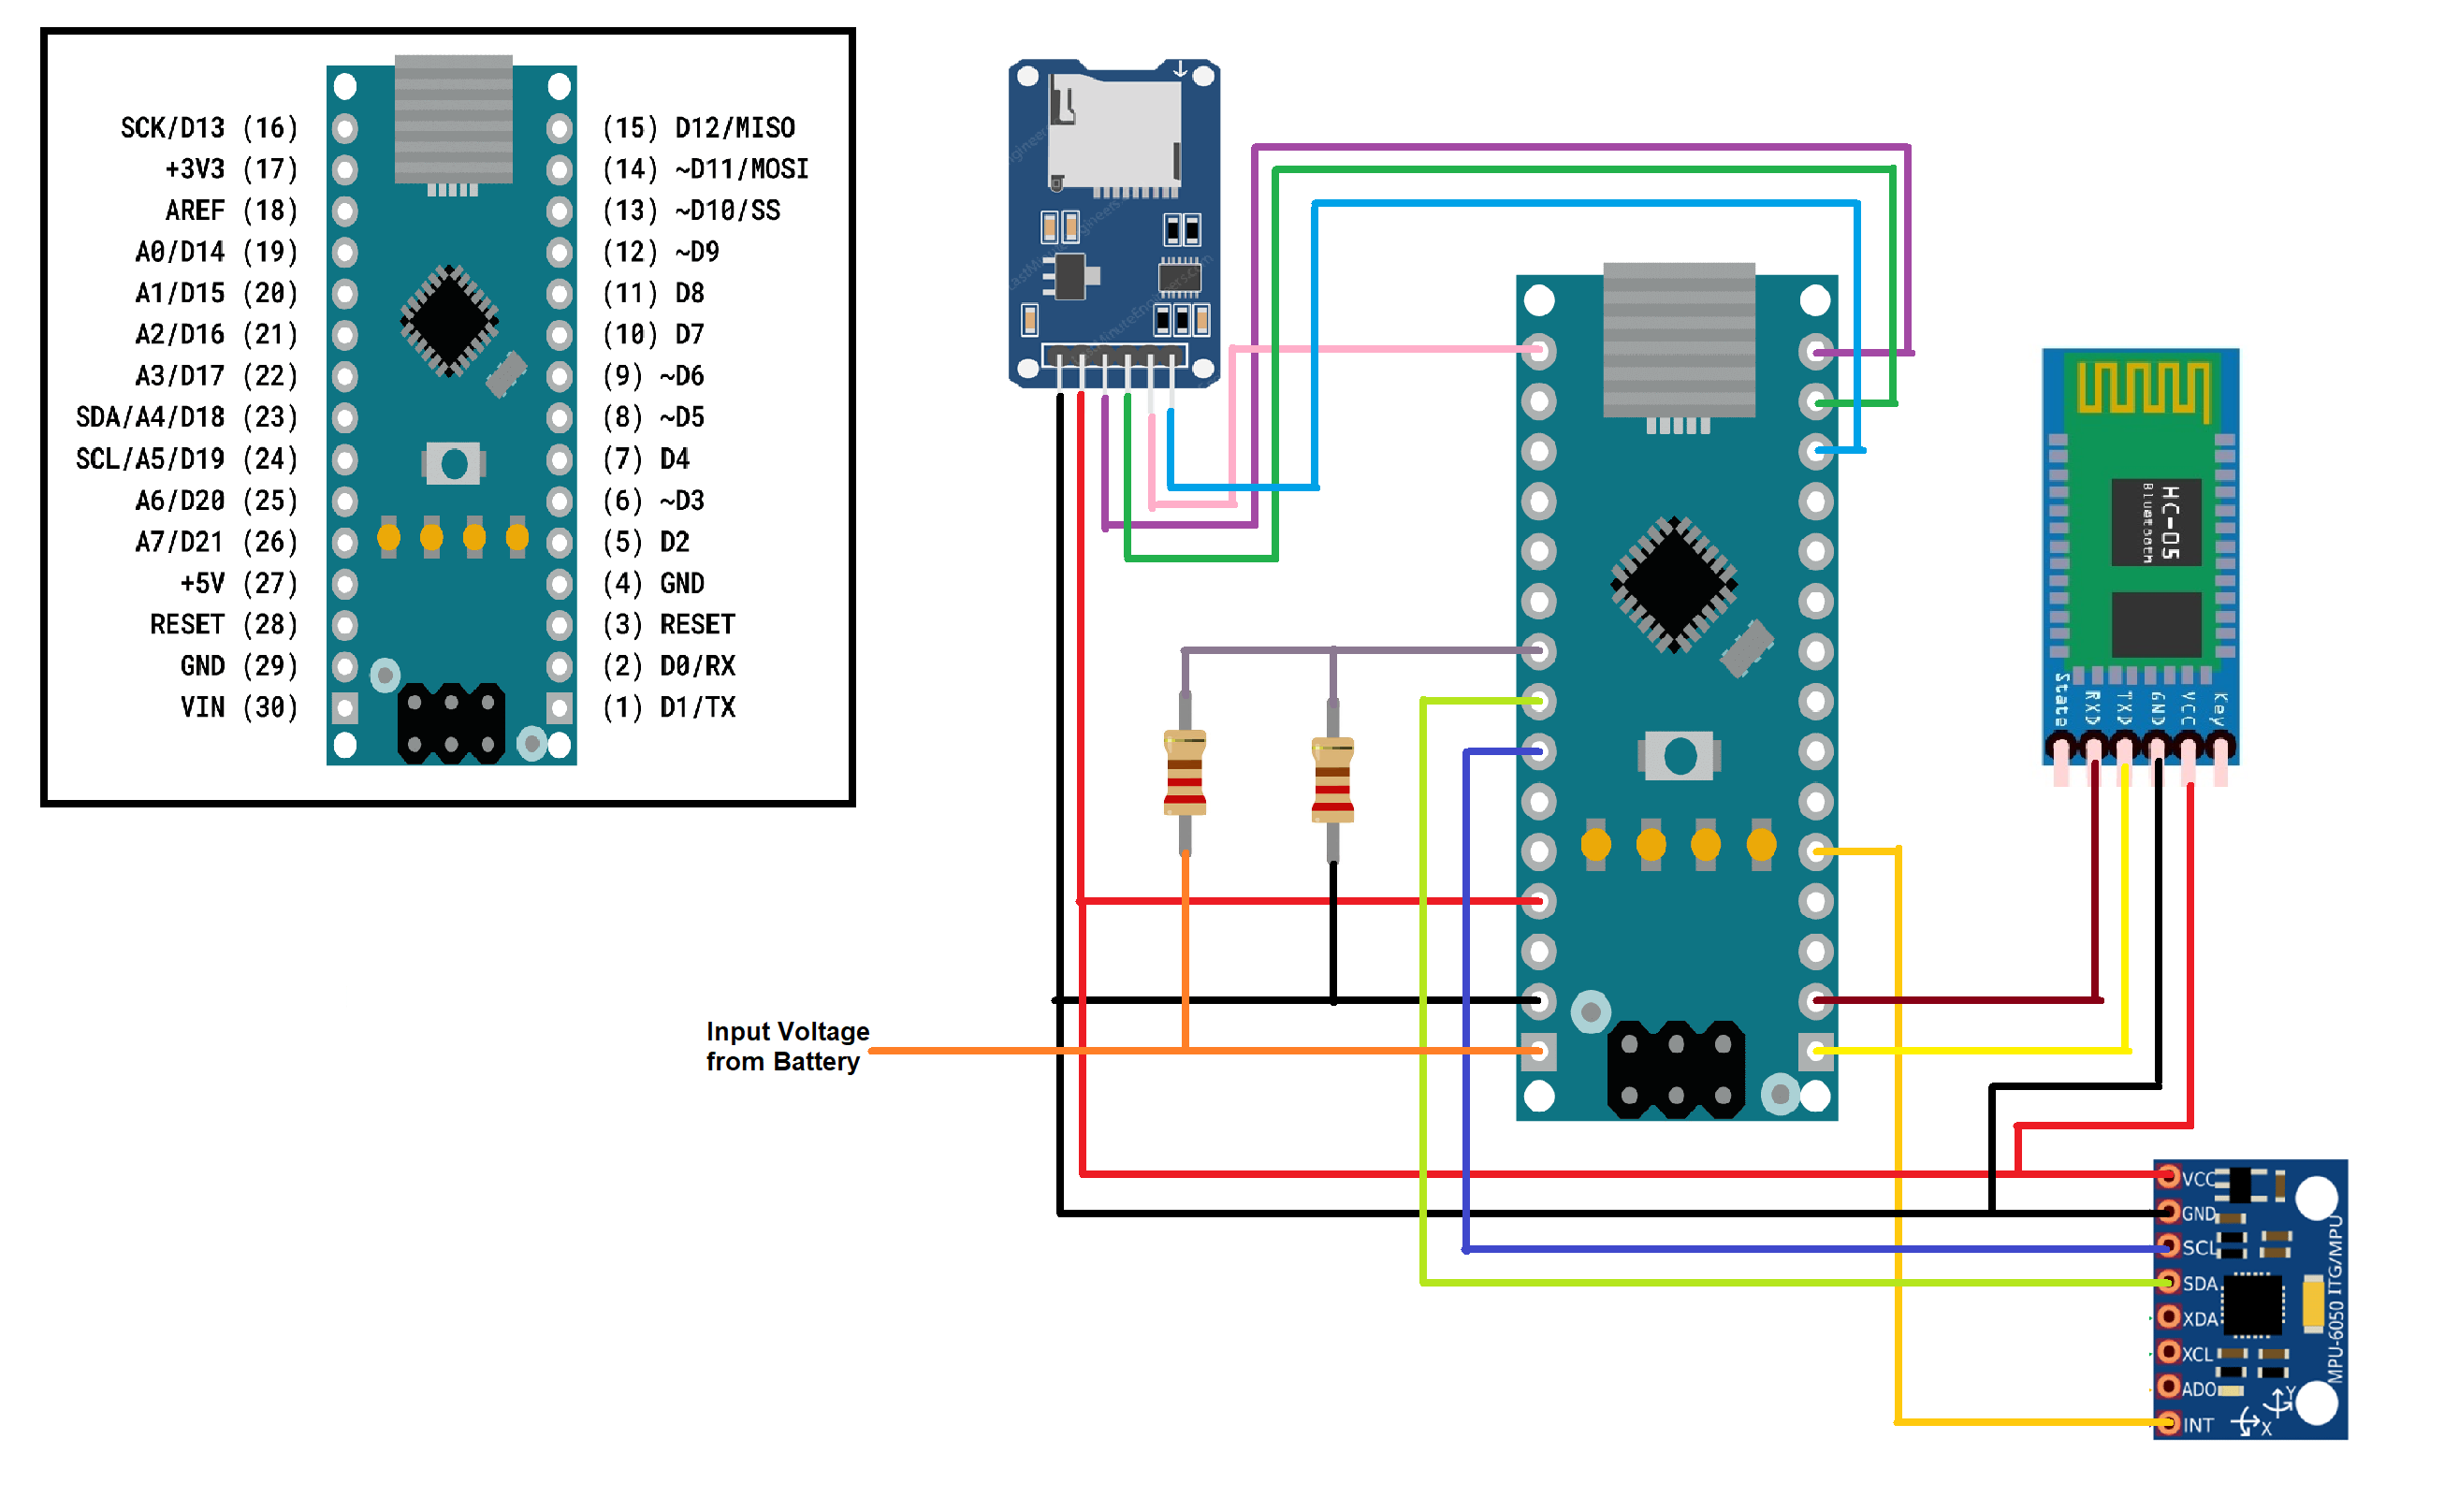 SCK/D13 (16)
+3V3 (17)
AREF (18)
A0/D14 (19)
A1/D15 (20)
A2/D16 (21)
A3/D17 (22)
SDA/A4/D18 (23)
SCL/A5/D19 (24)
A6/D20 (25)
A7/D21 (26)
+5V (27)
RESET (28)
GND (29)
VIN (30)
(15) D12/MISO
(14) ~D11/MOSI
(13) ~D10/SS
(12) ~D9
(11) D8
(10) D7
(9) ~D6
(8) ~D5
(7) D4
(6) ~D3
(5) D2
(4) GND
(3) RESET
(2) D0/RX
(1) D1/TX
Input Voltage
from Battery
HC-05
Bluetooth
State
RXD
TXD
GND
VCC
Key
VCC
GND
SCL
SDA
XDA
XCL
ADO
INT
MPU-6050 ITG/MPU
Y
X